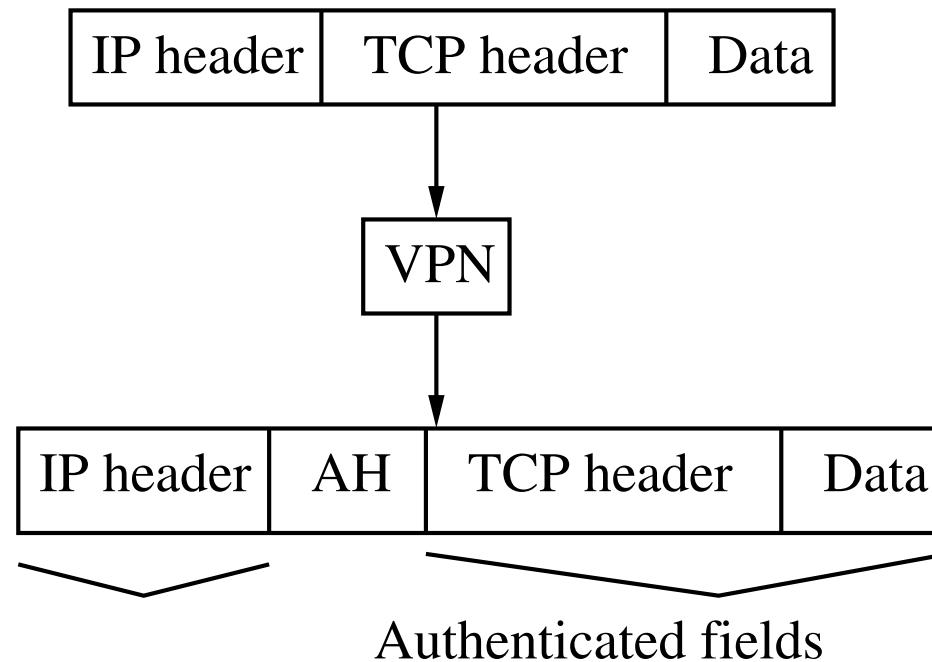 IP header TCP header Data
VPN
IP header AH TCP header Data
Authenticated fields